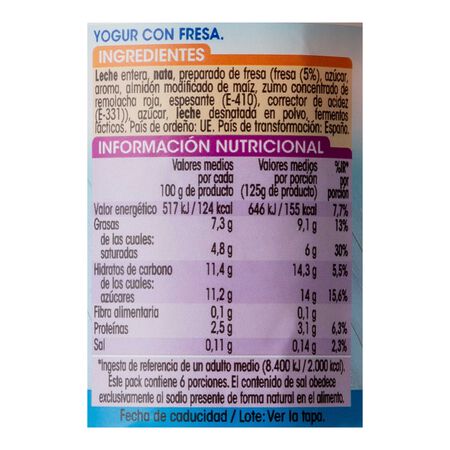 YOGUR CON FRESA.
INGREDIENTES
Leche entera, nata, preparado de fresa (fresa (5%), azúcar,
aroma, almidón modificado de maíz, zumo concentrado de
remolacha roja, espesante (E-410), corrector de acidez
(E-331)), azúcar, leche desnatada en polvo, fermentos
lácticos. País de ordeño: UE. País de transformación: España.
INFORMACIÓN NUTRICIONAL
Valores medios por cada 100 g de producto Valores medios por porción (125g de producto) %IR* por porción
Valor energético 517 kJ / 124 kcal 646 kJ / 155 kcal 7,7%
Grasas 7,3 g 9,1 g 13%
de las cuales:
saturadas 4,8 g 6 g 30%
Hidratos de carbono 11,4 g 14,3 g 5,5%
de los cuales:
azúcares 11,2 g 14 g 15,6%
Fibra alimentaria 0,1 g 0,1 g
Proteínas 2,5 g 3,1 g 6,3%
Sal 0,11 g 0,14 g 2,3%
*Ingesta de referencia de un adulto medio (8.400 kJ / 2.000 kcal).
Este pack contiene 6 porciones. El contenido de sal obedece
exclusivamente al sodio presente de forma natural en el alimento.
Fecha de caducidad / Lote: Ver la tapa.